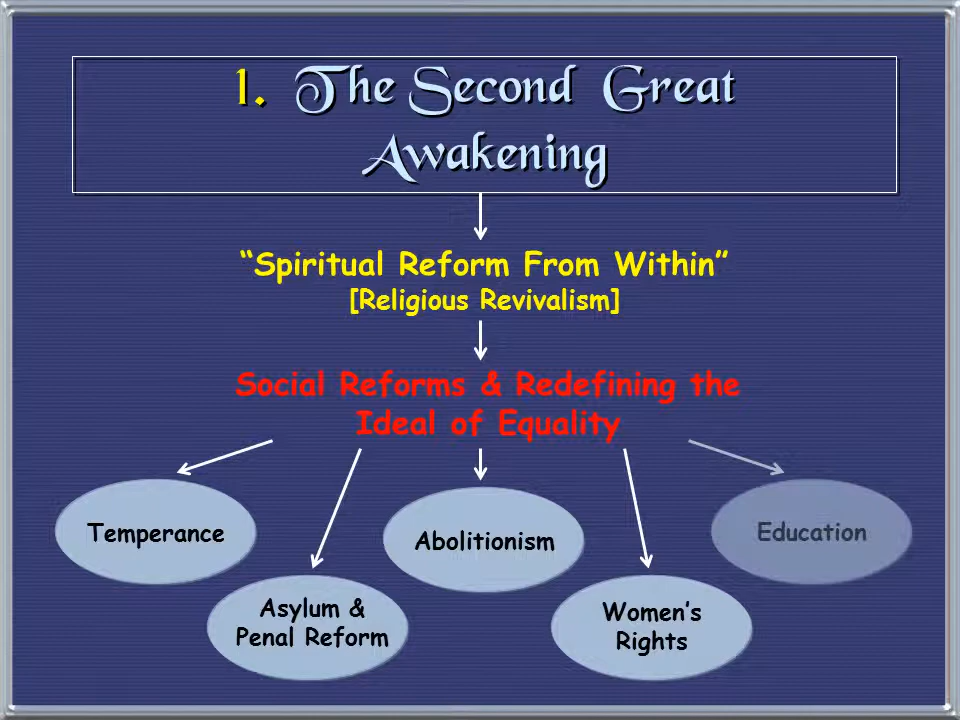 1. The Second Great
Awakening
“Spiritual Reform From Within”
[Religious Revivalism]
Social Reforms & Redefining the
Ideal of Equality
Temperance
Asylum &
Penal Reform
Abolitionism
Women’s
Rights
Education